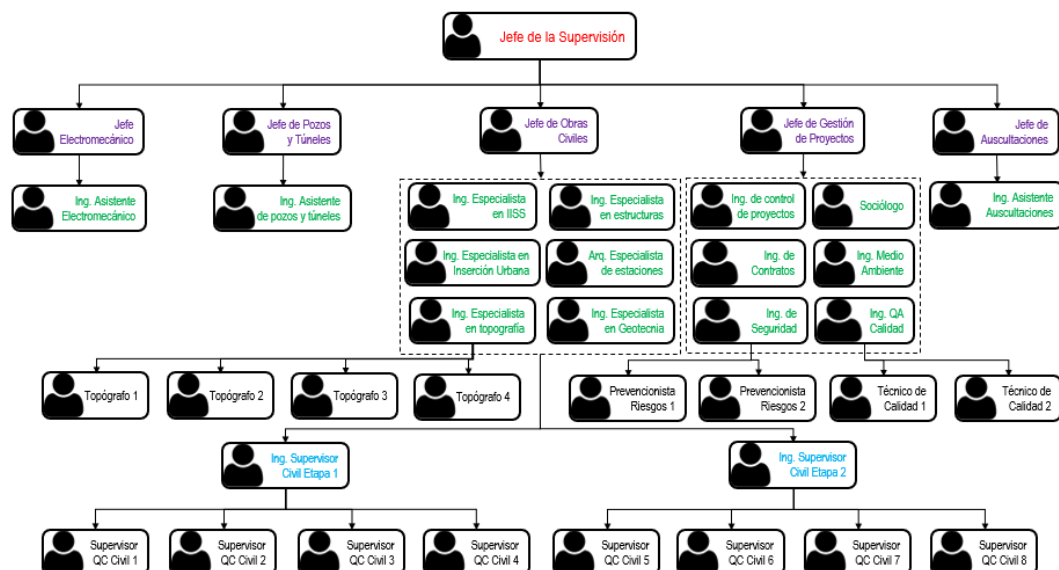 Jefe de la Supervisión
Jefe
Electromecánico
Jefe de Pozos
y Túneles
Jefe de Obras
Civiles
Jefe de Gestión
de Proyectos
Jefe de
Auscultaciones
Ing. Asistente
Electromecánico
Ing. Asistente
de pozos y túneles
Ing. Especialista
en IISS
Ing. Especialista
en estructuras
Ing. de control
de proyectos
Sociólogo
Ing. Asistente
Auscultaciones
Ing. Especialista en
Inserción Urbana
Arq. Especialista
de estaciones
Ing. de
Contratos
Ing. Medio
Ambiente
Ing. Especialista
en topografía
Ing. Especialista
en Geotecnia
Ing. de
Seguridad
Ing. QA
Calidad
Topógrafo 1
Topógrafo 2
Topógrafo 3
Topógrafo 4
Prevencionista
Riesgos 1
Prevencionista
Riesgos 2
Técnico de
Calidad 1
Técnico de
Calidad 2
Ing. Supervisor
Civil Etapa 1
Ing. Supervisor
Civil Etapa 2
Supervisor
QC Civil 1
Supervisor
QC Civil 2
Supervisor
QC Civil 3
Supervisor
QC Civil 4
Supervisor
QC Civil 5
Supervisor
QC Civil 6
Supervisor
QC Civil 7
Supervisor
QC Civil 8